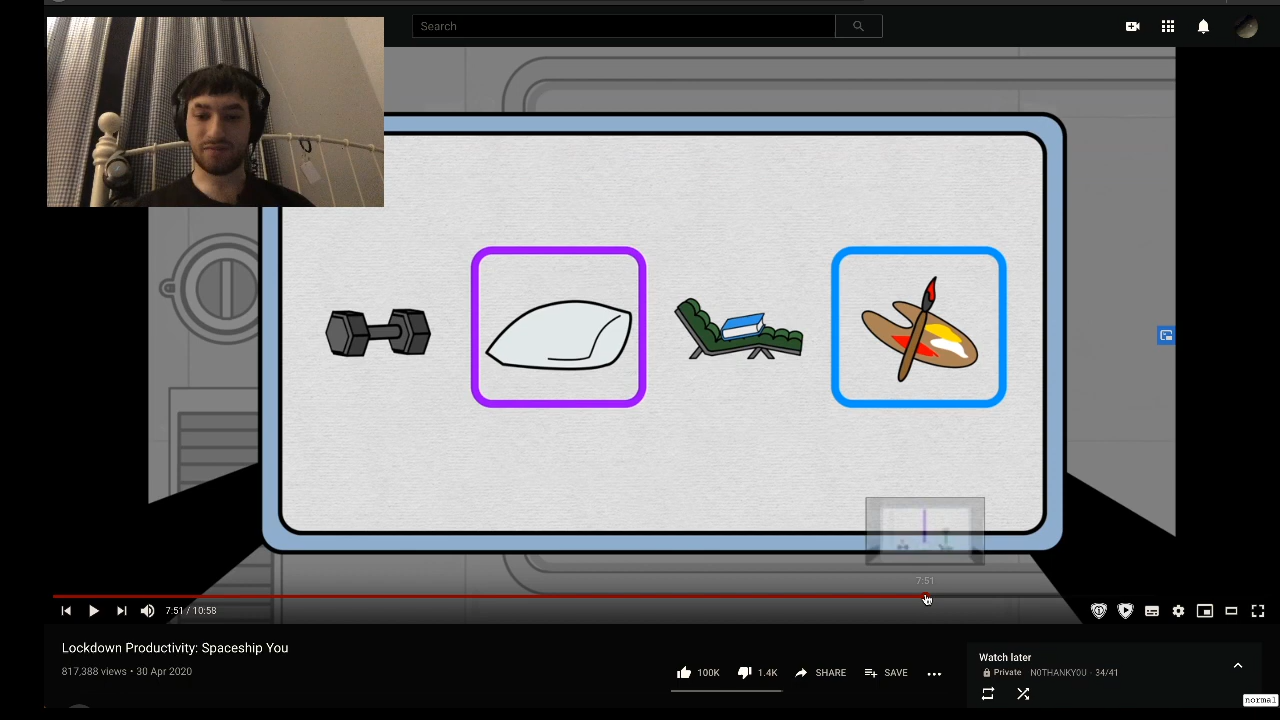 Search
7:51
7:51 / 10:58
Lockdown Productivity: Spaceship You
817,388 views • 30 Apr 2020
100K
1.4K
SHARE
SAVE
Watch later
Private
N0THANKY0U - 34/41
normal